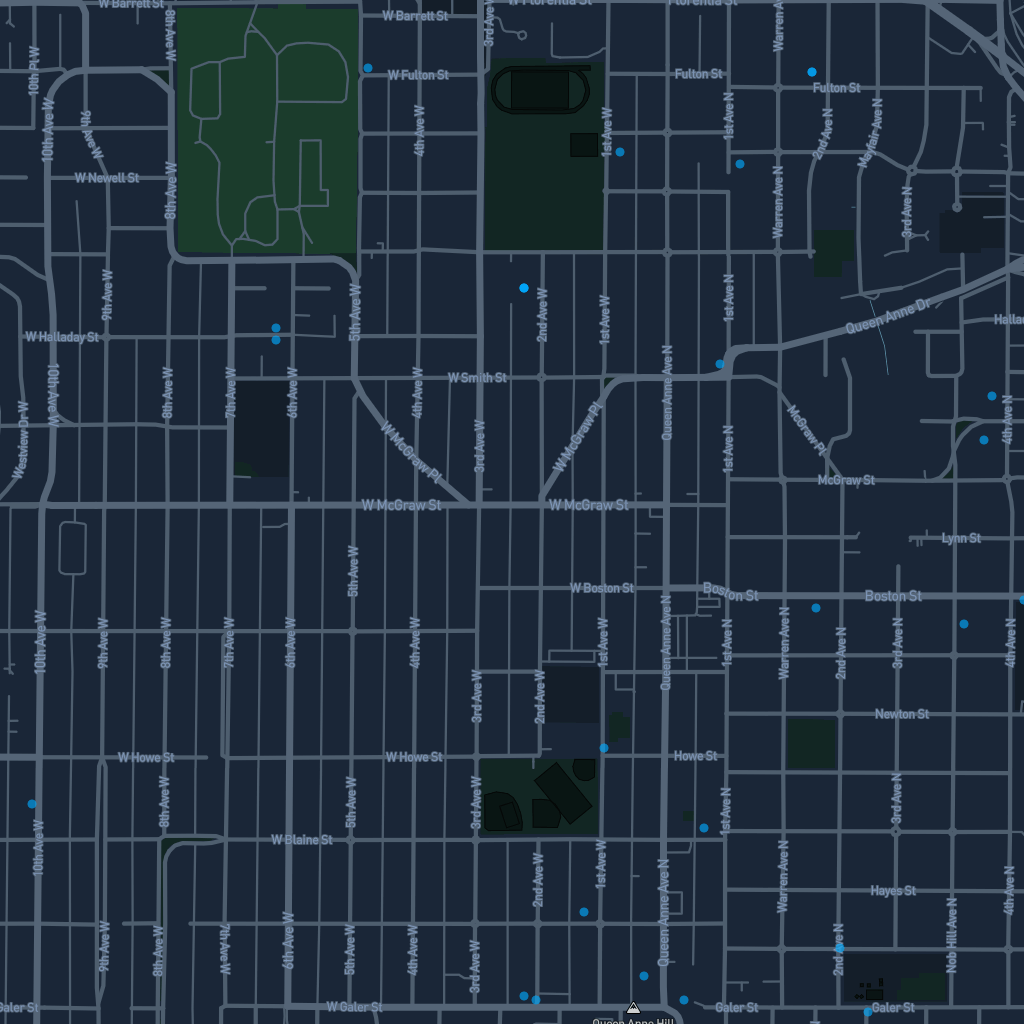 W Barrett St
W Barrett St
W Florentia St
Florentia St
8th Ave W
3rd Ave W
Warren Ave N
10th Pl W
W Fulton St
Fulton St
Fulton St
10th Ave W
9th Ave W
4th Ave W
1st Ave W
1st Ave N
2nd Ave N
Mayfair Ave N
W Newell St
8th Ave W
Warren Ave N
3rd Ave N
9th Ave W
5th Ave W
2nd Ave W
1st Ave W
1st Ave N
Queen Anne Dr
W Halladay St
10th Ave W
8th Ave W
7th Ave W
6th Ave W
W Smith St
4th Ave W
Queen Anne Ave N
4th Ave N
Westview Dr W
W McGraw Pl
3rd Ave W
W McGraw Pl
1st Ave N
McGraw Pl
McGraw St
W McGraw St
W McGraw St
Lynn St
5th Ave W
W Boston St
Boston St
Boston St
10th Ave W
9th Ave W
8th Ave W
7th Ave W
6th Ave W
4th Ave W
1st Ave W
Queen Anne Ave N
1st Ave N
Warren Ave N
2nd Ave N
3rd Ave N
4th Ave N
3rd Ave W
2nd Ave W
Newton St
W Howe St
W Howe St
Howe St
8th Ave W
5th Ave W
3rd Ave W
1st Ave N
3rd Ave N
10th Ave W
W Blaine St
2nd Ave W
1st Ave W
Queen Anne Ave N
Warren Ave N
Hayes St
4th Ave N
9th Ave W
8th Ave W
7th Ave W
6th Ave W
5th Ave W
4th Ave W
3rd Ave W
2nd Ave N
Nob Hill Ave N
Galer St
W Galer St
Galer St
Galer St
Queen Anne Hill